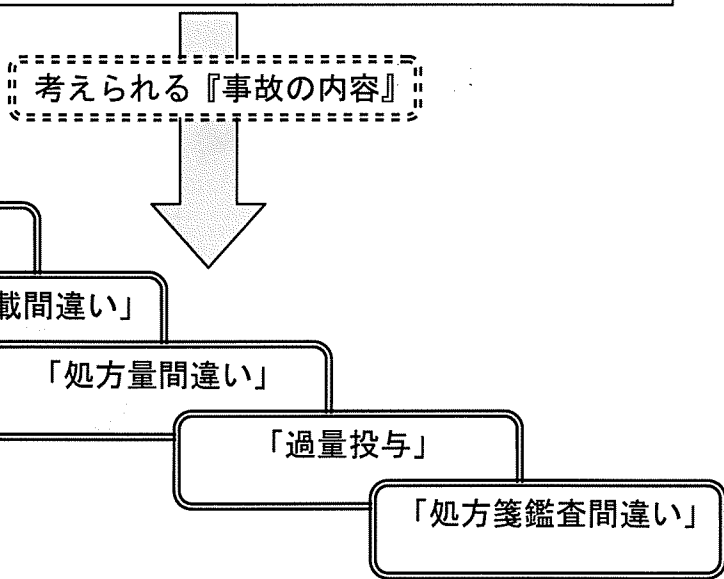 考えられる『事故の内容』
載間違い」
「処方量間違い」
「過量投与」
「処方箋鑑査間違い」